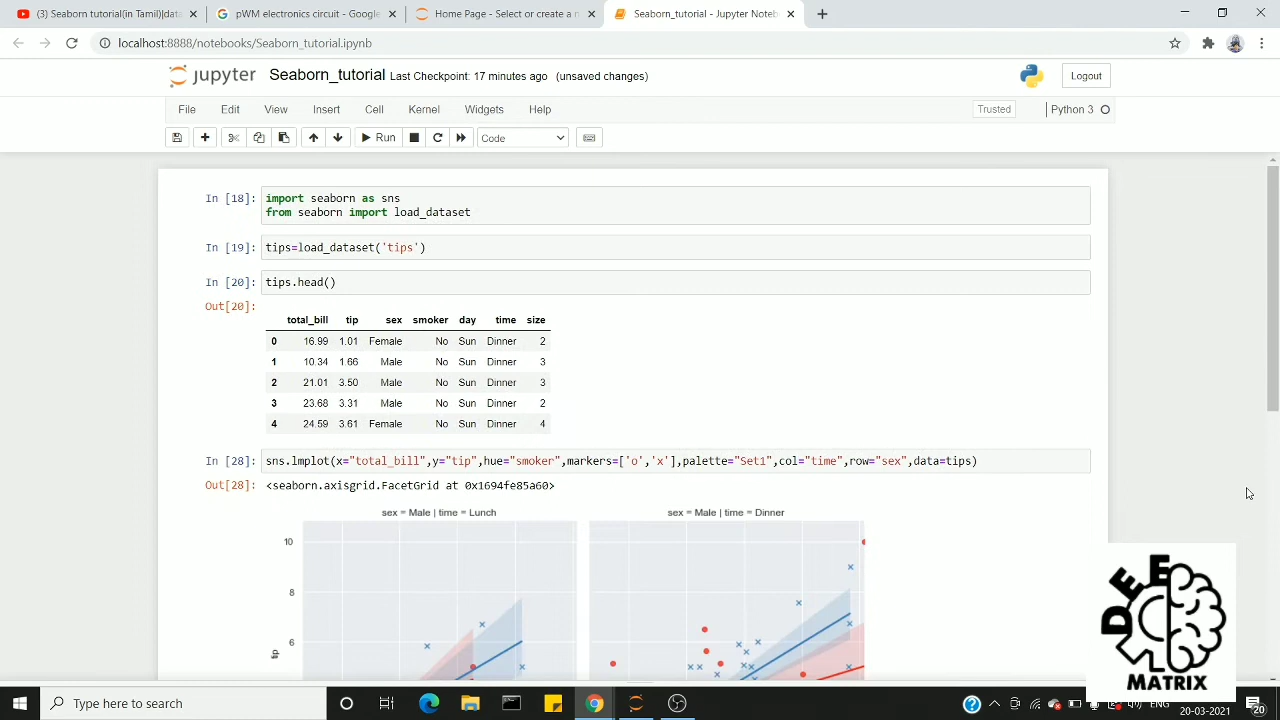 (3) Seaborn tutorial(in Tamil)|data
pWM electronics circuit - Google
Home Page - Select or create a n
Seaborn_tutorial - Jupyter Noteb
localhost:8888/notebooks/Seaborn_tutorial.ipynb
jupyter Seaborn_tutorial Last Checkpoint: 17 minutes ago (unsaved changes)
Logout
File Edit View Insert Cell Kernel Widgets Help
Trusted
Python 3
Run
Code
In [18]: import seaborn as sns
from seaborn import load_dataset
In [19]: tips=load_dataset('tips')
In [20]: tips.head()
Out[20]:
total_bill tip sex smoker day time size
0 16.99 1.01 Female No Sun Dinner 2
1 10.34 1.66 Male No Sun Dinner 3
2 21.01 3.50 Male No Sun Dinner 3
3 23.68 3.31 Male No Sun Dinner 2
4 24.59 3.61 Female No Sun Dinner 4
In [28]: sns.lmplot(x="total_bill",y="tip",hue="smoker",markers=['o','x'],palette="Set1",col="time",row="sex",data=tips)
Out[28]: <seaborn.axisgrid.FacetGrid at 0x1694fe85a60>
sex = Male | time = Lunch
sex = Male | time = Dinner
10
8
6
tip
DEE
MATRIX
Type here to search
20-03-2021
20